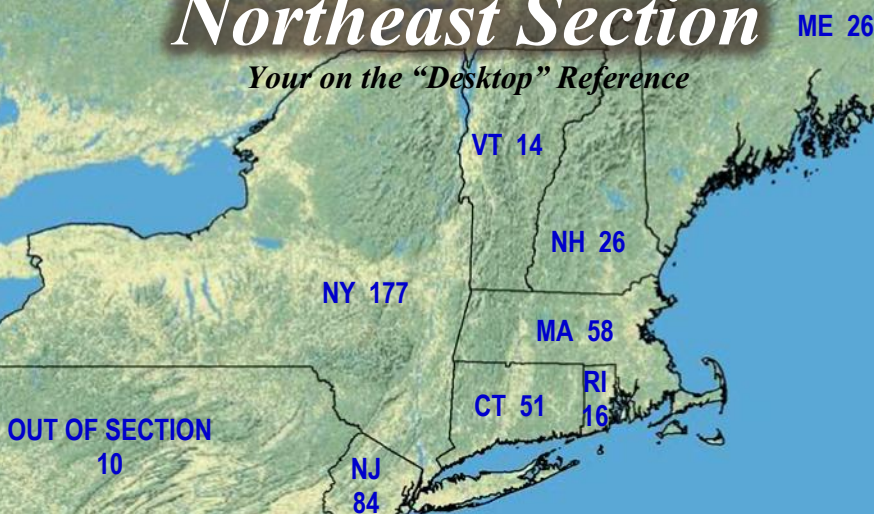 Northeast Section
ME 26
Your on the “Desktop” Reference
VT 14
NH 26
NY 177
MA 58
RI
16
CT 51
OUT OF SECTION
10
NJ
84